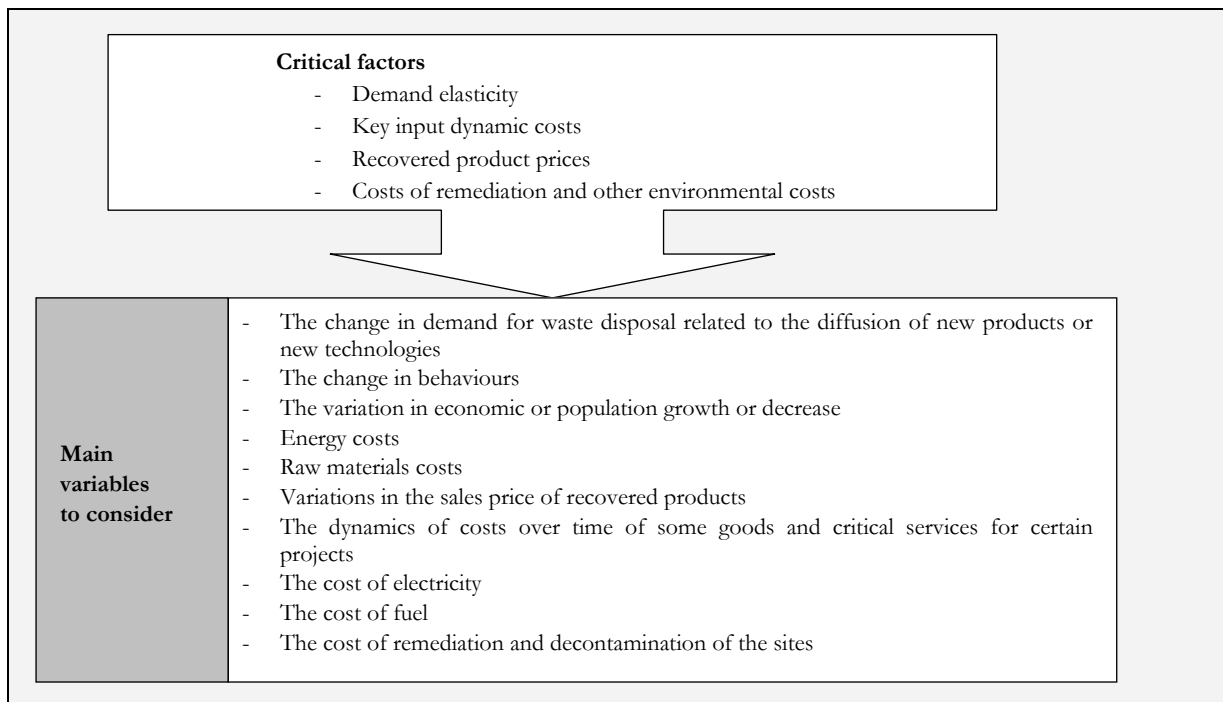 Critical factors
- Demand elasticity
- Key input dynamic costs
- Recovered product prices
- Costs of remediation and other environmental costs
Main
variables
to consider
- The change in demand for waste disposal related to the diffusion of new products or
new technologies
- The change in behaviours
- The variation in economic or population growth or decrease
- Energy costs
- Raw materials costs
- Variations in the sales price of recovered products
- The dynamics of costs over time of some goods and critical services for certain
projects
- The cost of electricity
- The cost of fuel
- The cost of remediation and decontamination of the sites